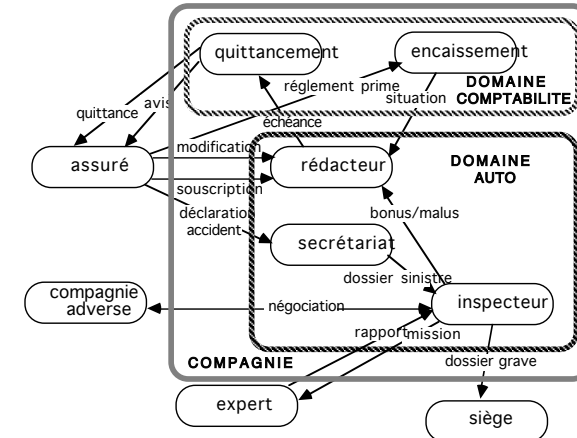 quittancement
encaissement
réglement prime
DOMAINE
COMPTABILITE
quittance
avis
situation
échéance
modification
assuré
rédacteur
DOMAINE
AUTO
souscription
bonus/malus
déclaration
accident
secrétariat
dossier sinistre
compagnie
adverse
négociation
inspecteur
rapport
mission
COMPAGNIE
dossier grave
expert
siège